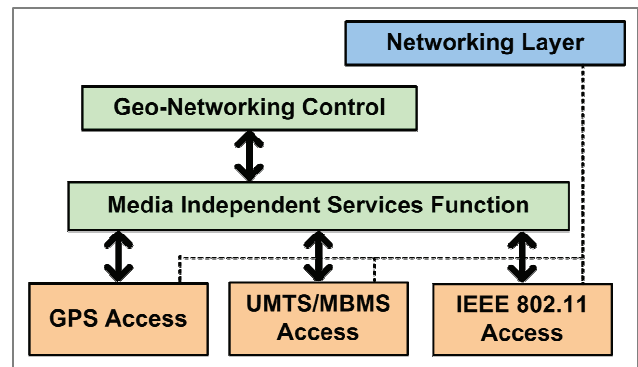 Networking Layer
Geo-Networking Control
Media Independent Services Function
GPS Access
UMTS/MBMS
Access
IEEE 802.11
Access